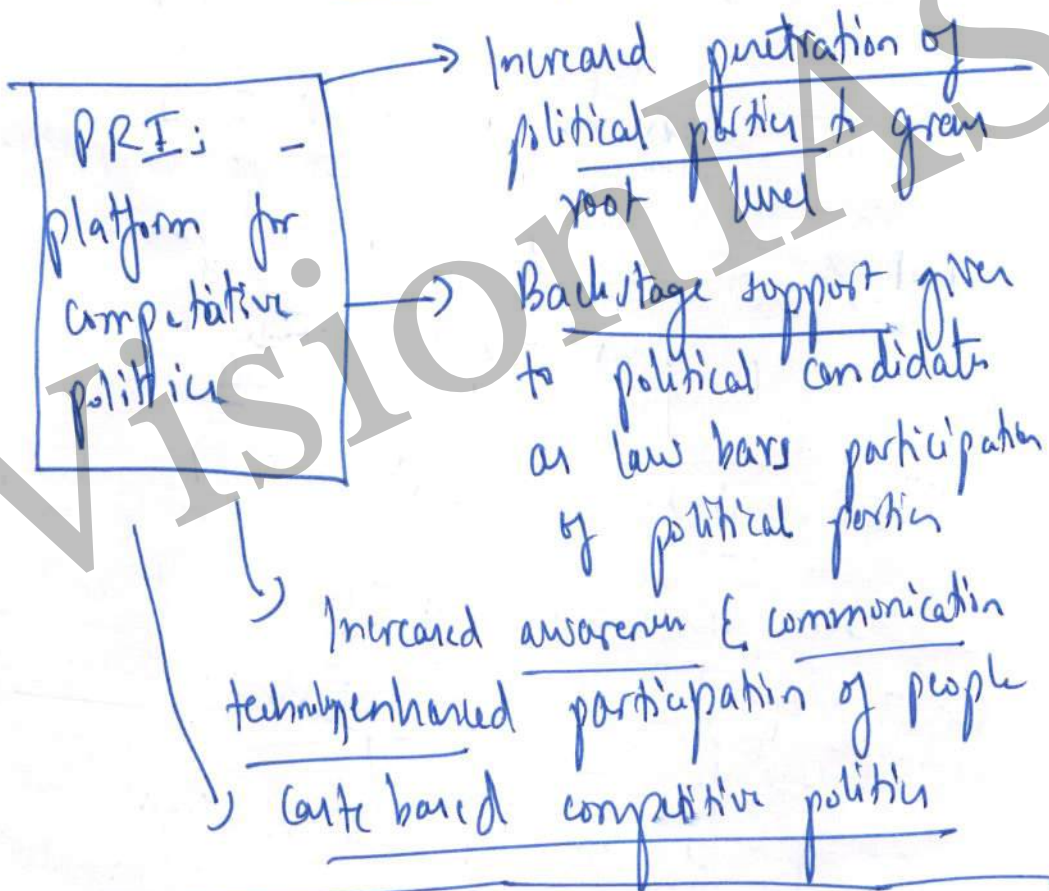 PRI: -
platform for
competative
politics
Increased penetration of
political parties to grass
root level
Backstage support given
to political candidates
as law bars participation
of political parties
Increased awareness & communication
technology enhanced participation of people
Caste based competitive politics
VisionIAS